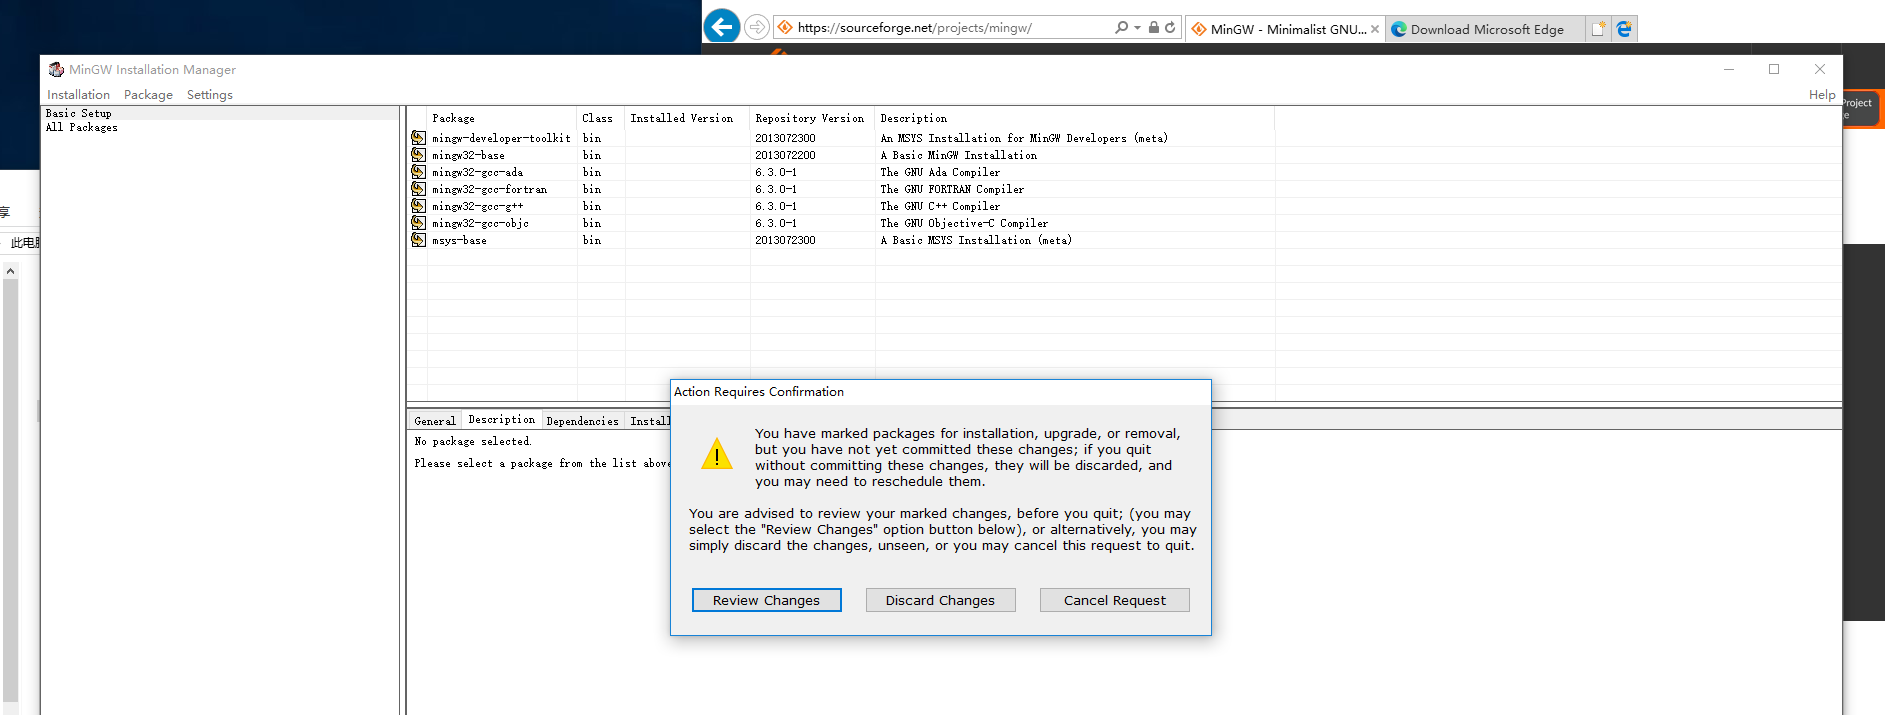 https://sourceforge.net/projects/mingw/
MinGW - Minimalist GNU...
Download Microsoft Edge
MinGW Installation Manager
Installation Package Settings
Help
Project
Basic Setup
All Packages
Package Class Installed Version Repository Version Description
mingw-developer-toolkit bin 2013072300 An MSYS Installation for MinGW Developers (meta)
mingw32-base bin 2013072200 A Basic MinGW Installation
mingw32-gcc-ada bin 6.3.0-1 The GNU Ada Compiler
mingw32-gcc-fortran bin 6.3.0-1 The GNU FORTRAN Compiler
mingw32-gcc-g++ bin 6.3.0-1 The GNU C++ Compiler
mingw32-gcc-objc bin 6.3.0-1 The GNU Objective-C Compiler
msys-base bin 2013072300 A Basic MSYS Installation (meta)
享
此电脑
General Description Dependencies Install
No package selected.
Please select a package from the list above
Action Requires Confirmation
You have marked packages for installation, upgrade, or removal,
but you have not yet committed these changes; if you quit
without committing these changes, they will be discarded, and
you may need to reschedule them.
You are advised to review your marked changes, before you quit; (you may
select the "Review Changes" option button below), or alternatively, you may
simply discard the changes, unseen, or you may cancel this request to quit.
Review Changes Discard Changes Cancel Request